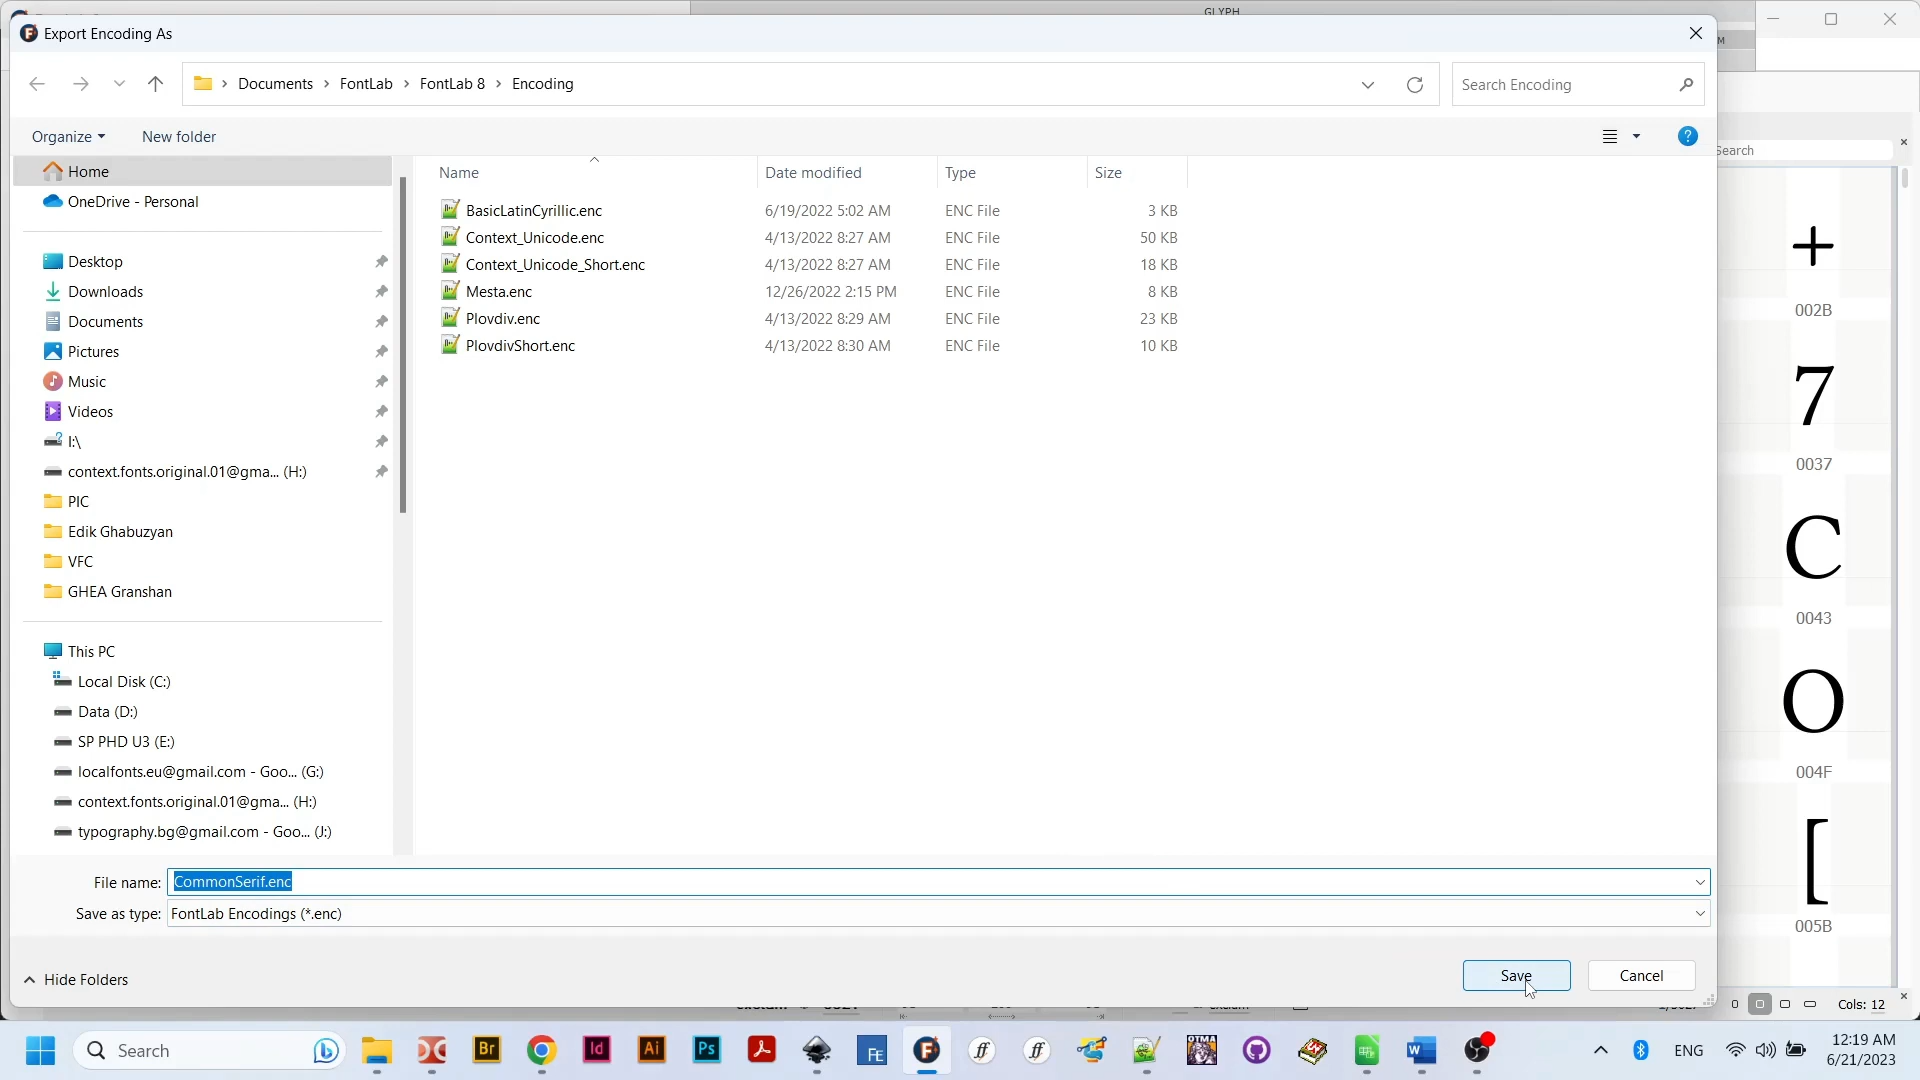 GLYPH
Export Encoding As
Documents
FontLab
FontLab 8
Encoding
Search Encoding
Organize
New folder
Search
Name
Date modified
Type
Size
Home
OneDrive - Personal
BasicLatinCyrillic.enc 6/19/2022 5:02 AM ENC File 3 KB
Context_Unicode.enc 4/13/2022 8:27 AM ENC File 50 KB
Context_Unicode_Short.enc 4/13/2022 8:27 AM ENC File 18 KB
Mesta.enc 12/26/2022 2:15 PM ENC File 8 KB
Plovdiv.enc 4/13/2022 8:29 AM ENC File 23 KB
PlovdivShort.enc 4/13/2022 8:30 AM ENC File 10 KB
Desktop
Downloads
Documents
Pictures
Music
Videos
I:\
context.fonts.original.01@gma... (H:)
PIC
Edik Ghabuzyan
VFC
GHEA Granshan
This PC
Local Disk (C:)
Data (D:)
SP PHD U3 (E:)
localfonts.eu@gmail.com - Goo... (G:)
context.fonts.original.01@gma... (H:)
typography.bg@gmail.com - Goo... (J:)
+
002B
7
0037
C
0043
O
004F
[
005B
File name: CommonSerif.enc
Save as type: FontLab Encodings (*.enc)
Hide Folders
Save
Cancel
Cols: 12
Search
Br
Id
Ai
Ps
FE
ff
ff
OTMA
W
ENG
12:19 AM
6/21/2023